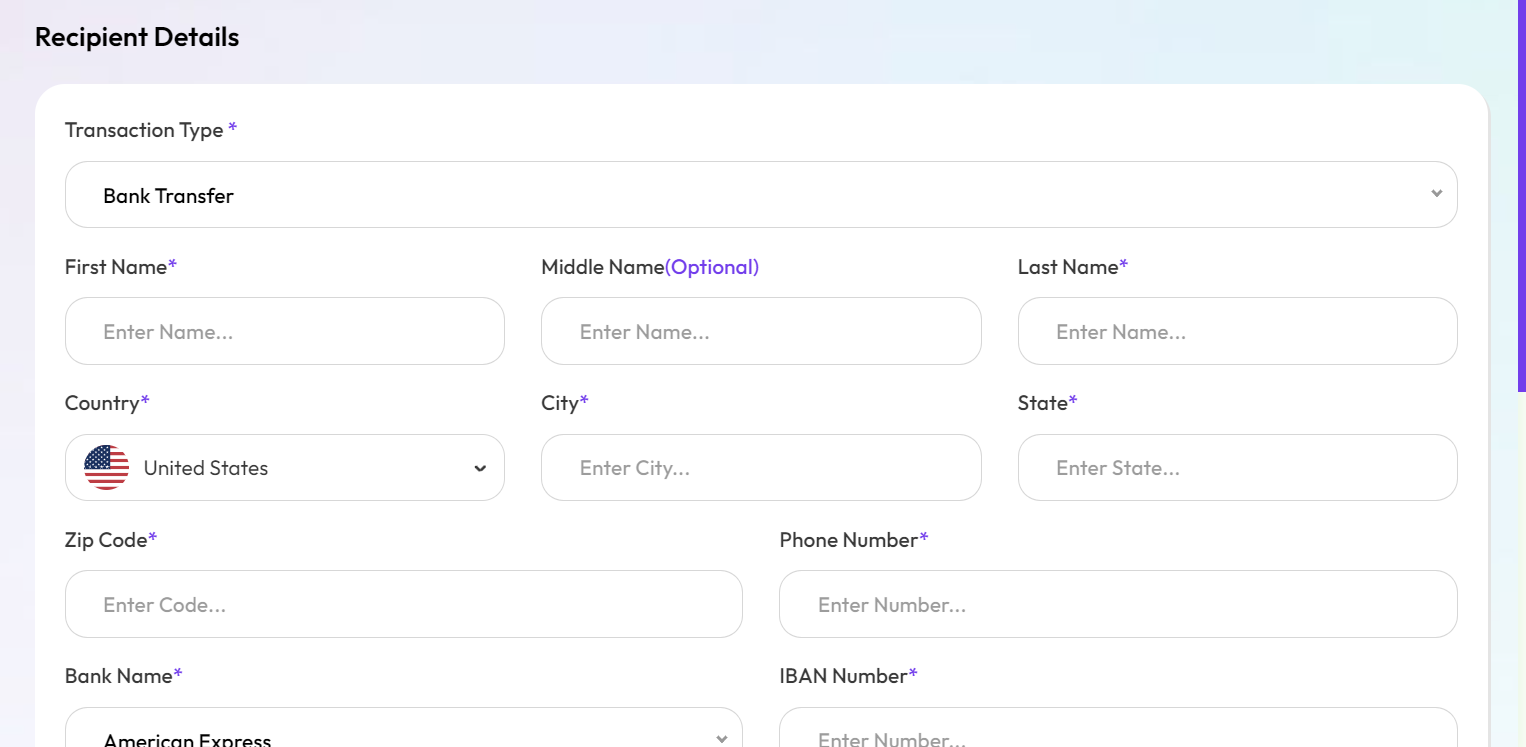 Recipient Details
Transaction Type *
Bank Transfer
First Name* Middle Name(Optional) Last Name*
Enter Name... Enter Name... Enter Name...
Country* City* State*
United States Enter City... Enter State...
Zip Code* Phone Number*
Enter Code... Enter Number...
Bank Name* IBAN Number*
American Express Enter Number...